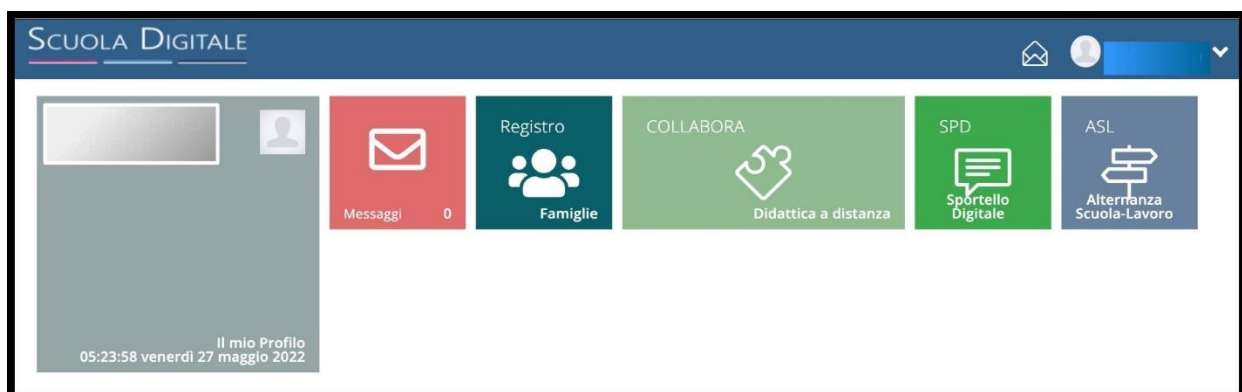 SCUOLA DIGITALE
Il mio Profilo
05:23:58 venerdì 27 maggio 2022
Messaggi 0
Registro
Famiglie
COLLABORA
Didattica a distanza
SPD
Sportello
Digitale
ASL
Alternanza
Scuola-Lavoro